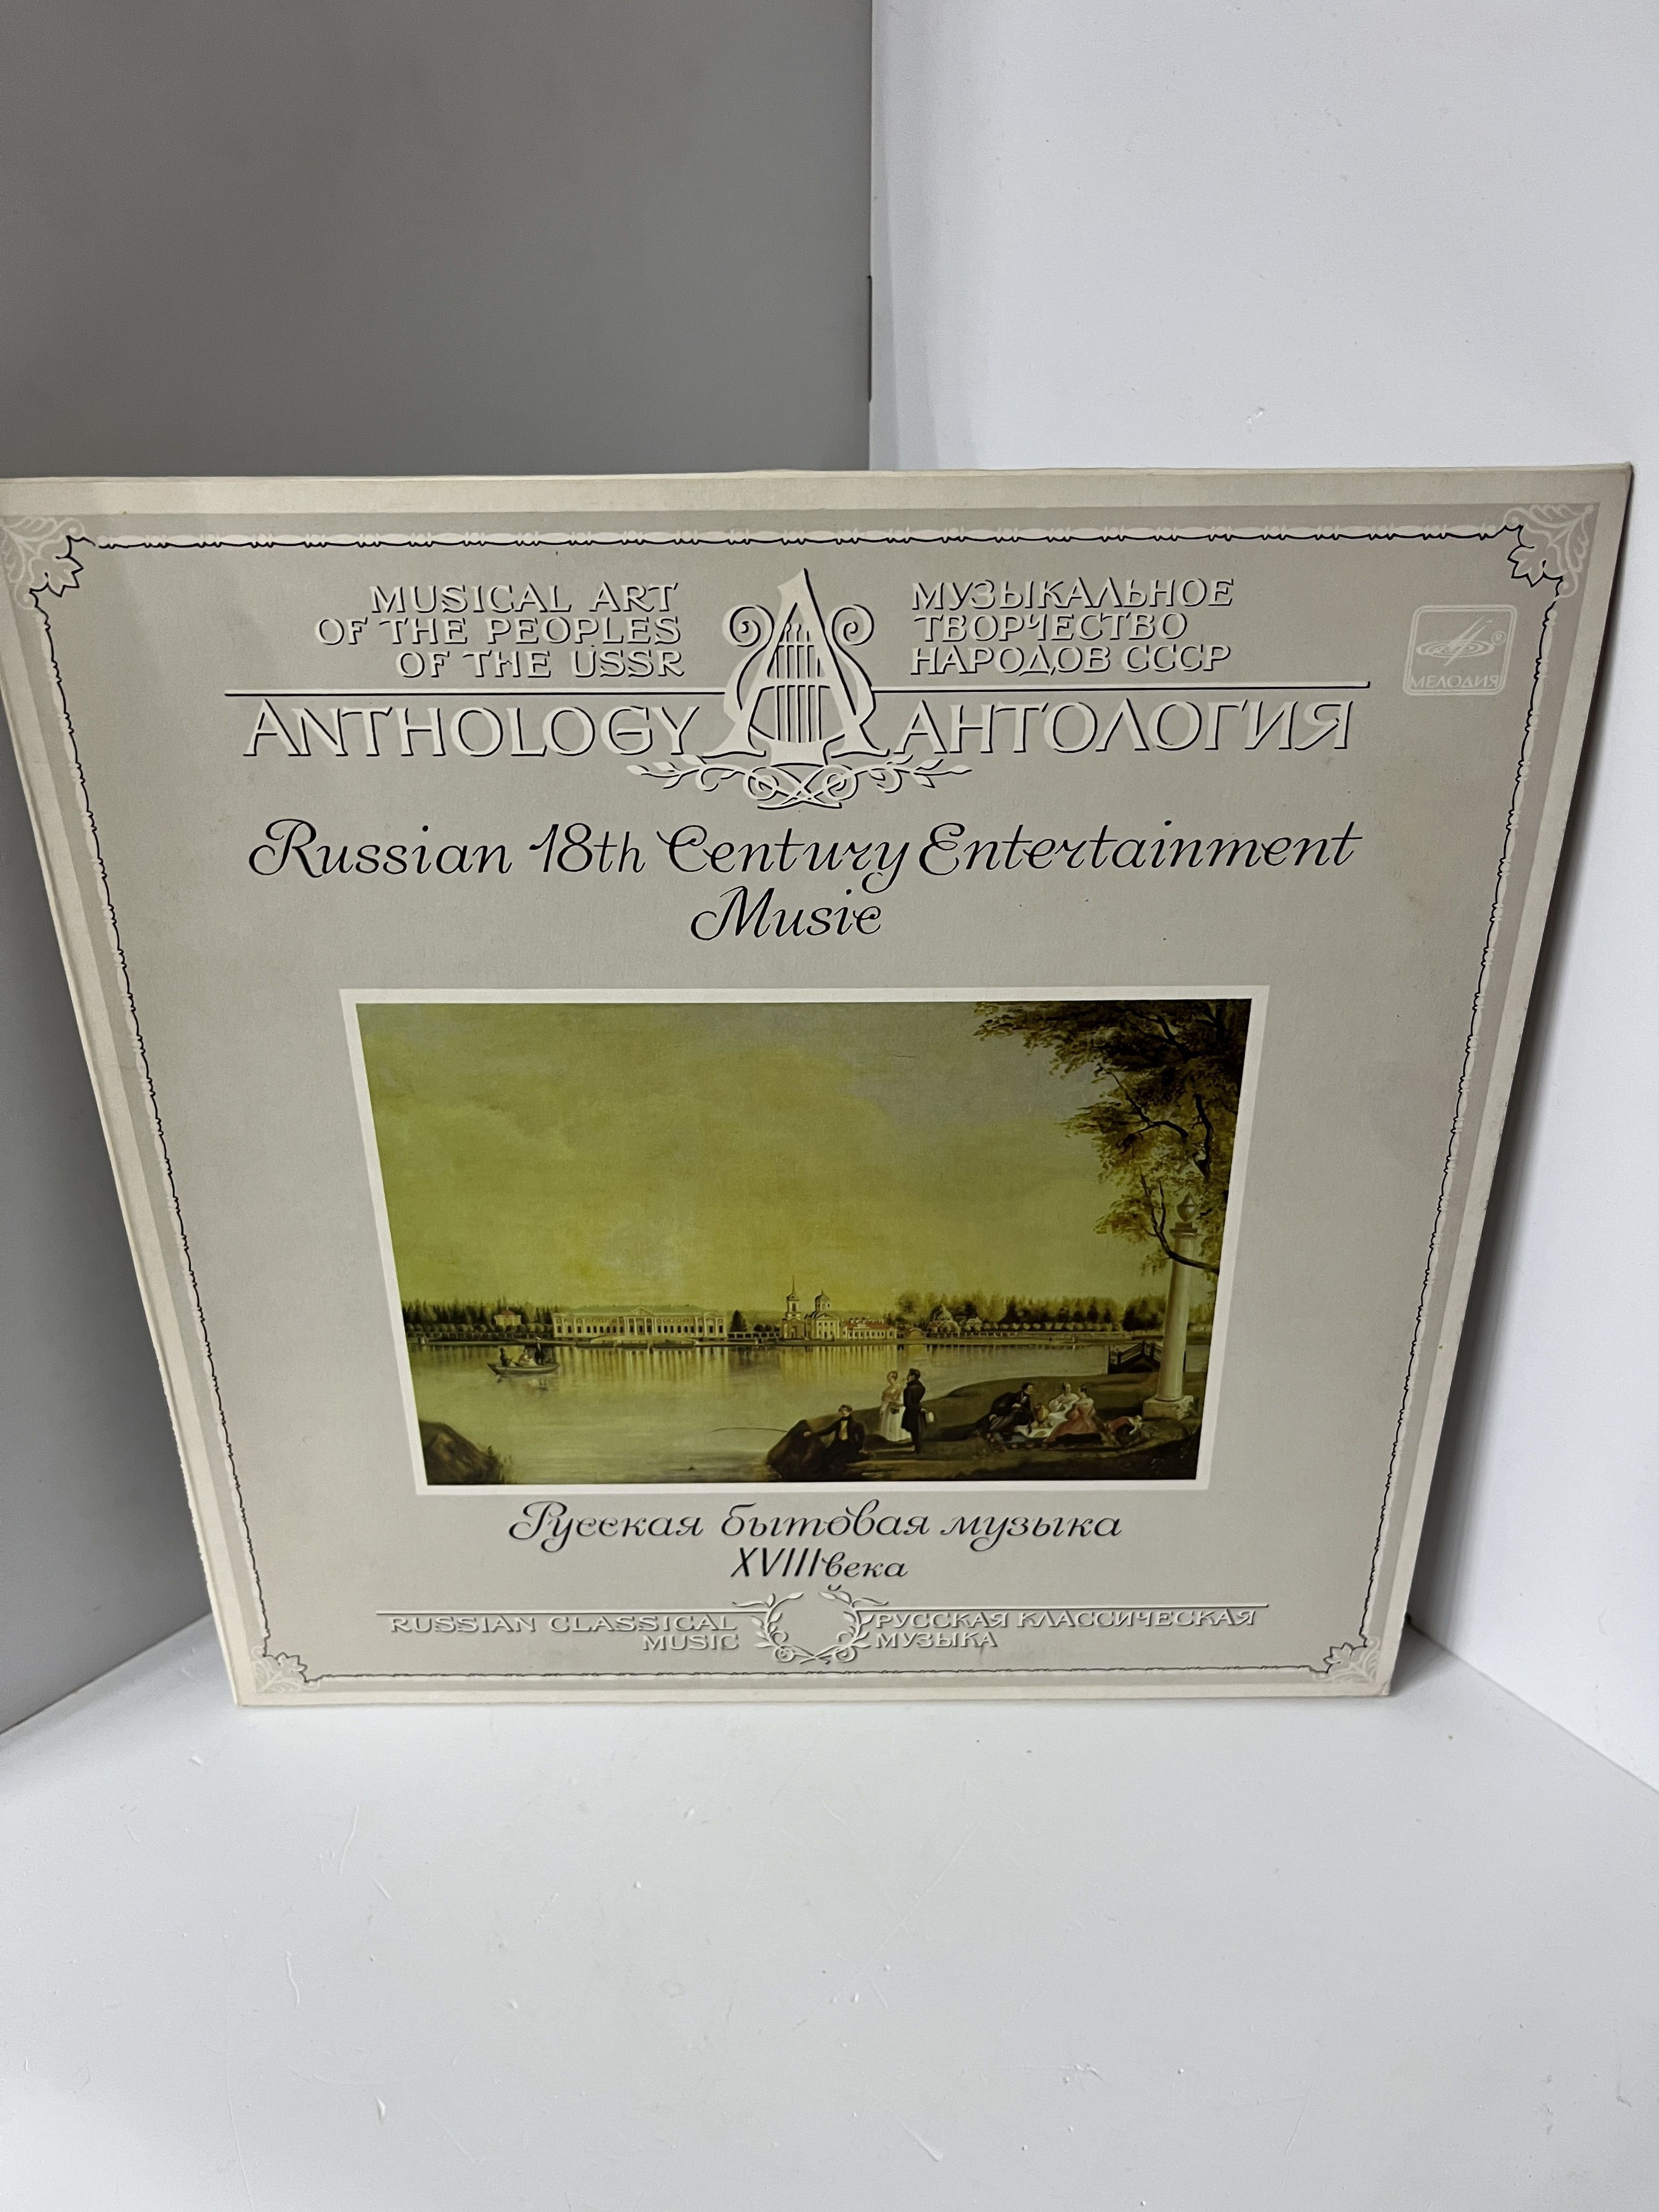 MUSICAL ART
OF THE PEOPLES
OF THE USSR
МУЗЫКАЛЬНОЕ
ТВОРЧЕСТВО
НАРОДОВ СССР
МЕЛОДИЯ
ANTHOLOGY
АНТОЛОГИЯ
Russian 18th Century Entertainment
Music
Русская бытовая музыка
XVIII века
RUSSIAN CLASSICAL
MUSIC
РУССКАЯ КЛАССИЧЕСКАЯ
МУЗЫКА